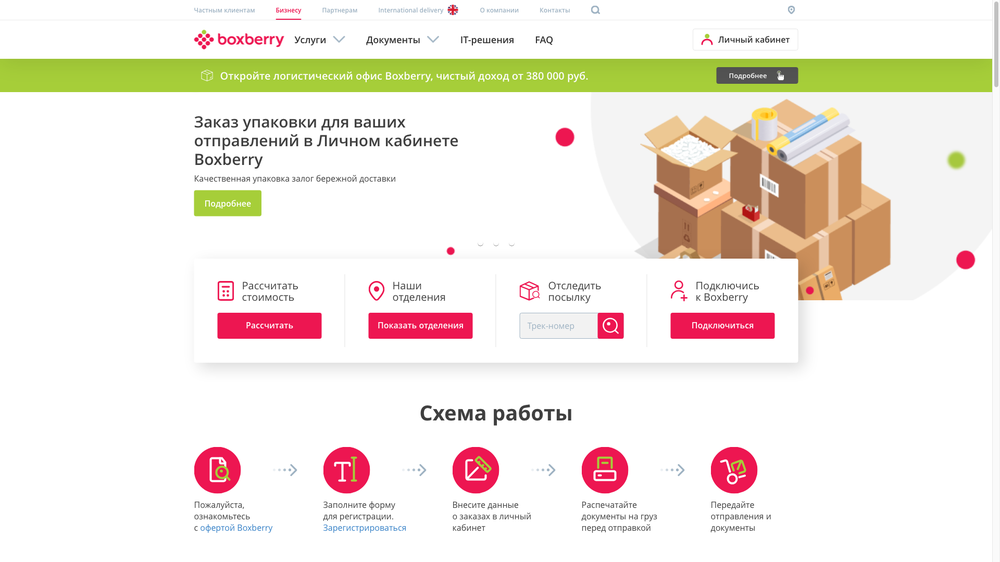 Частным клиентам
Бизнесу
Партнерам
International delivery
О компании
Контакты
boxberry
Услуги
Документы
IT-решения
FAQ
Личный кабинет
Откройте логистический офис Boxberry, чистый доход от 380 000 руб.
Подробнее
Заказ упаковки для ваших
отправлений в Личном кабинете
Boxberry
Качественная упаковка залог бережной доставки
Подробнее
Рассчитать
стоимость
Рассчитать
Наши
отделения
Показать отделения
Отследить
посылку
Трек-номер
Подключись
к Boxberry
Подключиться
Схема работы
Пожалуйста,
ознакомьтесь
с офертой Boxberry
Заполните форму
для регистрации.
Зарегистрироваться
Внесите данные
о заказах в личный
кабинет
Распечатайте
документы на груз
перед отправкой
Передайте
отправления и
документы